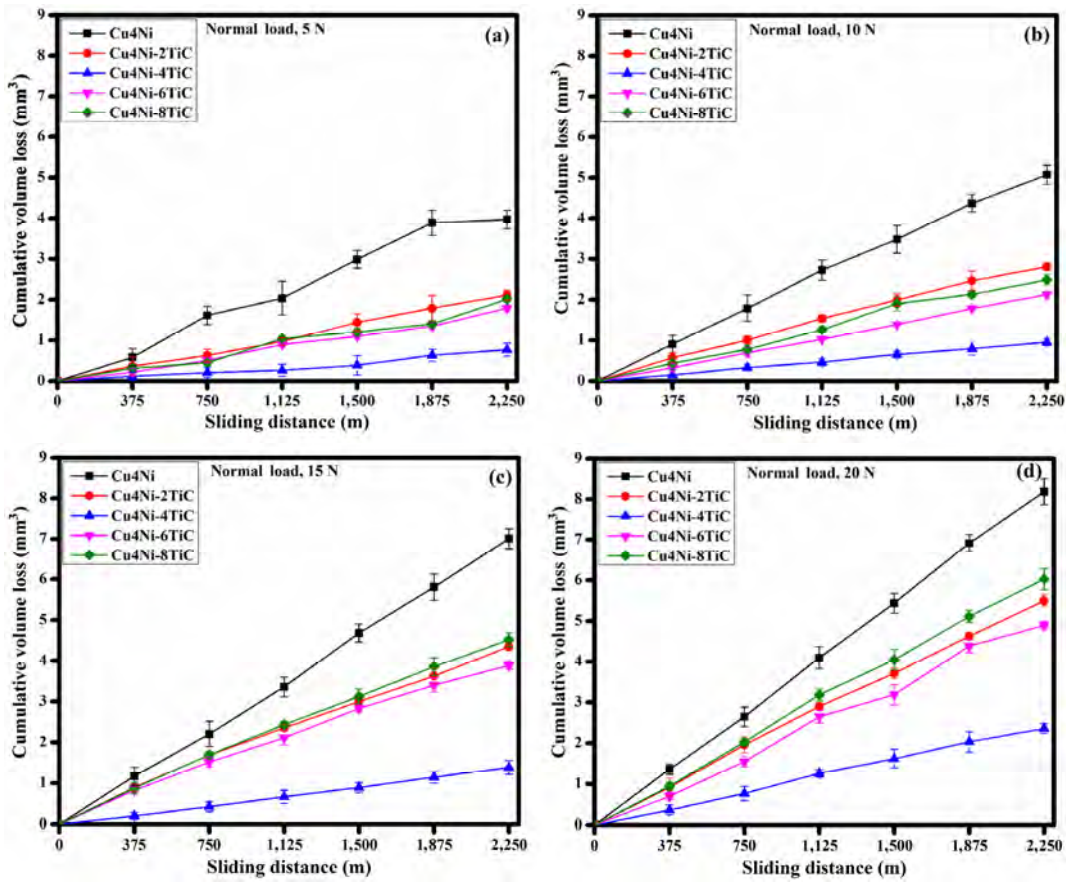 Normal load, 5 N
(a)
Cu4Ni
Cu4Ni-2TiC
Cu4Ni-4TiC
Cu4Ni-6TiC
Cu4Ni-8TiC
Cumulative volume loss (mm³)
9
8
7
6
5
4
3
2
1
0
0 375 750 1,125 1,500 1,875 2,250
Sliding distance (m)
Normal load, 10 N
(b)
Cu4Ni
Cu4Ni-2TiC
Cu4Ni-4TiC
Cu4Ni-6TiC
Cu4Ni-8TiC
Cumulative volume loss (mm³)
9
8
7
6
5
4
3
2
1
0
0 375 750 1,125 1,500 1,875 2,250
Sliding distance (m)
Normal load, 15 N
(c)
Cu4Ni
Cu4Ni-2TiC
Cu4Ni-4TiC
Cu4Ni-6TiC
Cu4Ni-8TiC
Cumulative volume loss (mm³)
9
8
7
6
5
4
3
2
1
0
0 375 750 1,125 1,500 1,875 2,250
Sliding distance (m)
Normal load, 20 N
(d)
Cu4Ni
Cu4Ni-2TiC
Cu4Ni-4TiC
Cu4Ni-6TiC
Cu4Ni-8TiC
Cumulative volume loss (mm³)
9
8
7
6
5
4
3
2
1
0
0 375 750 1,125 1,500 1,875 2,250
Sliding distance (m)